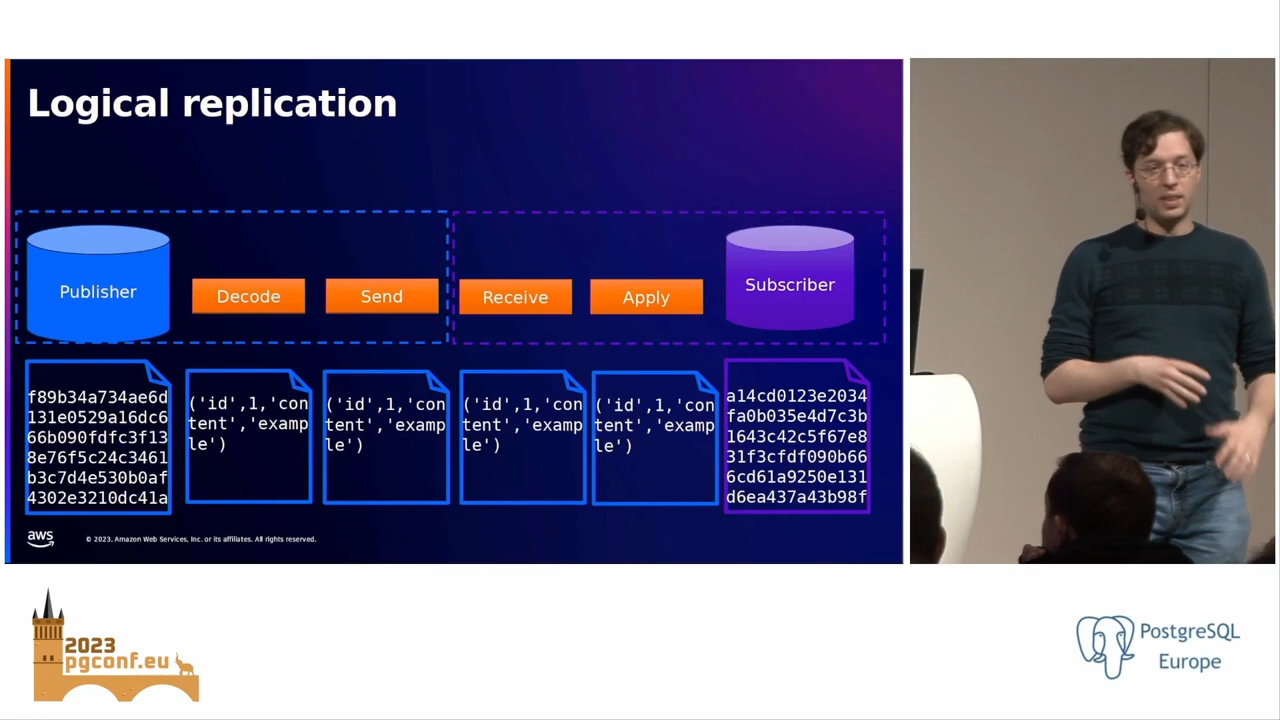 Logical replication
Publisher
Decode
Send
Receive
Apply
Subscriber
f89b34a734ae6d
131e0529a16dc6
66b090fdfc3f13
8e76f5c24c3461
b3c7d4e530b0af
4302e3210dc41a
('id',1,'con
tent','examp
le')
('id',1,'con
tent','examp
le')
('id',1,'con
tent','examp
le')
('id',1,'con
tent','examp
le')
a14cd0123e2034
fa0b035e4d7c3b
1643c42c5f67e8
31f3cfdf090b66
6cd61a9250e131
d6ea437a43b98f
aws
© 2023, Amazon Web Services, Inc. or its affiliates. All rights reserved.
2023
pgconf.eu
PostgreSQL
Europe